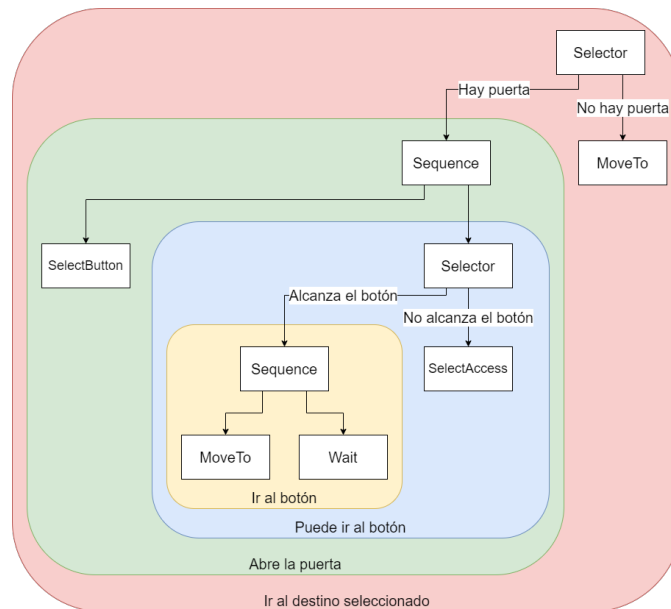 Selector
Hay puerta
No hay puerta
Sequence
MoveTo
SelectButton
Selector
Alcanza el botón
No alcanza el botón
Sequence
SelectAccess
MoveTo
Wait
Ir al botón
Puede ir al botón
Abre la puerta
Ir al destino seleccionado